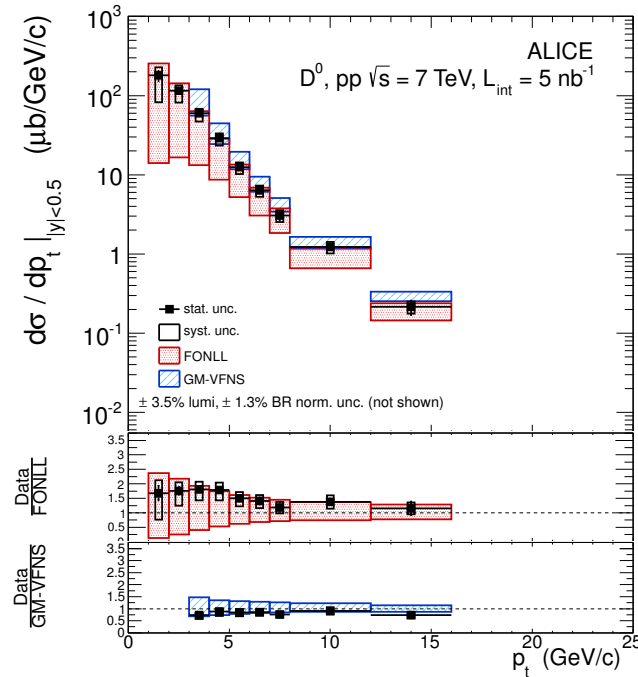 ALICE
D⁰, pp √s = 7 TeV, L_int = 5 nb⁻¹
dσ / dp_t |_|y|<0.5 (μb/GeV/c)
10³
10²
10
1
10⁻¹
10⁻²
stat. unc.
syst. unc.
FONLL
GM-VFNS
± 3.5% lumi, ± 1.3% BR norm. unc. (not shown)
Data
FONLL
3.5
3
2.5
2
1.5
1
0.5
0
Data
GM-VFNS
3.5
3
2.5
2
1.5
1
0.5
0
0 5 10 15 20 25
p_t (GeV/c)